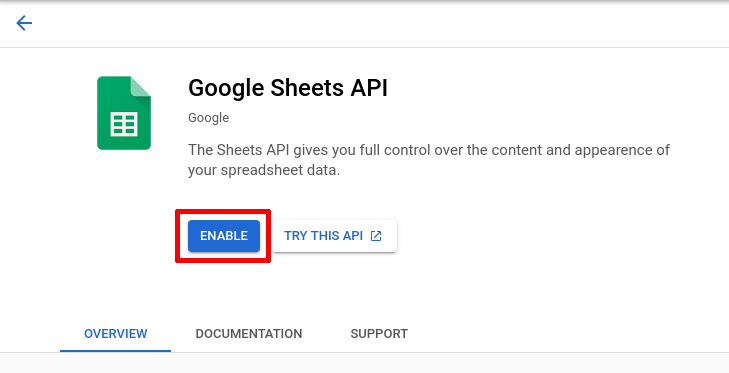 Google Sheets API
Google
The Sheets API gives you full control over the content and appearence of
your spreadsheet data.
ENABLE
TRY THIS API
OVERVIEW
DOCUMENTATION
SUPPORT